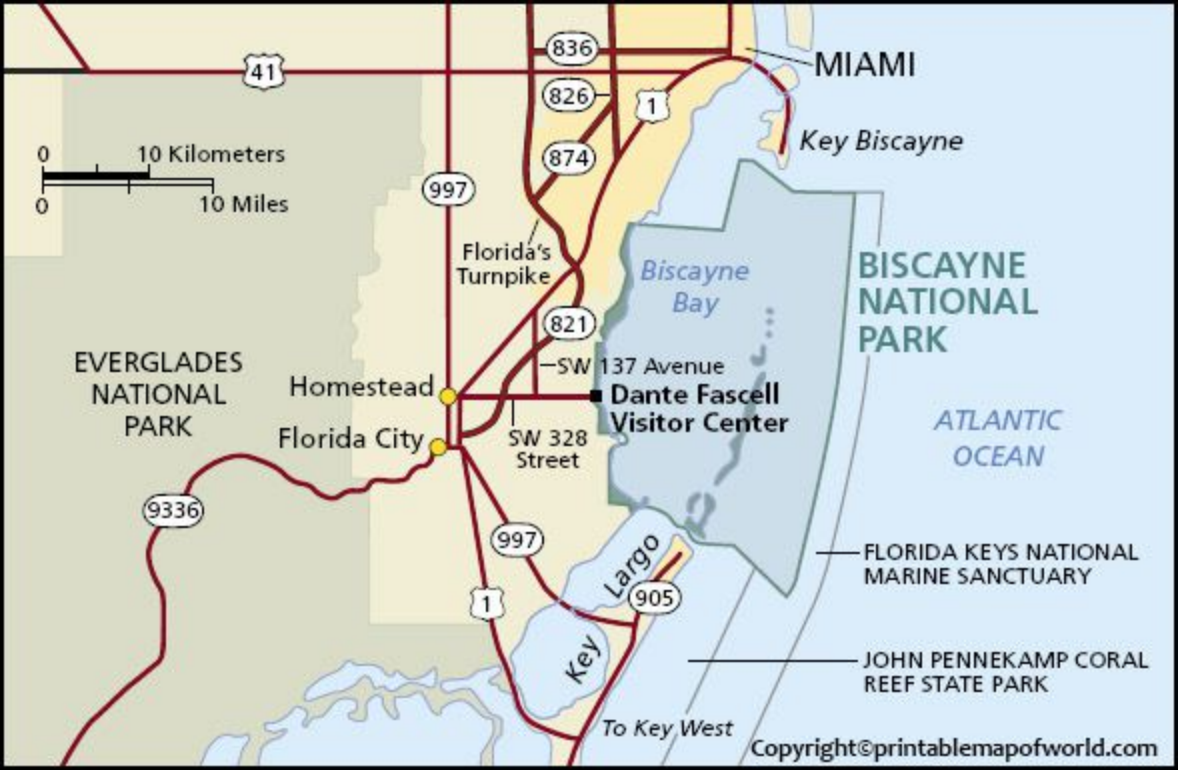 836
MIAMI
41
826
1
874
Key Biscayne
0 10 Kilometers
0 10 Miles
997
Florida's
Turnpike
Biscayne
Bay
BISCAYNE
NATIONAL
PARK
821
EVERGLADES
NATIONAL
PARK
SW 137 Avenue
Homestead
Dante Fascell
Visitor Center
Florida City
SW 328
Street
ATLANTIC
OCEAN
9336
997
Key Largo
905
1
FLORIDA KEYS NATIONAL
MARINE SANCTUARY
JOHN PENNEKAMP CORAL
REEF STATE PARK
To Key West
Copyright©printablemapofworld.com